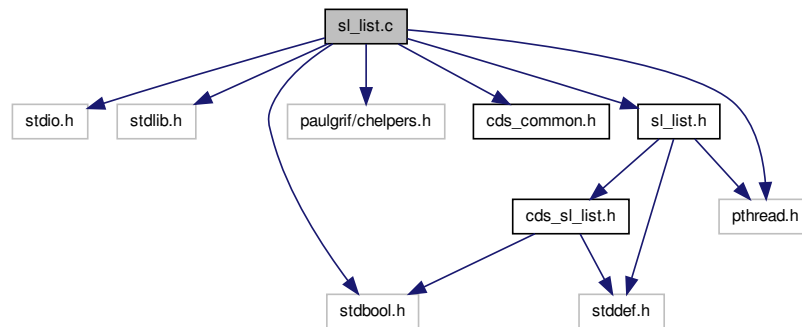 sl_list.c
stdio.h
stdlib.h
paulgrif/chelpers.h
cds_common.h
sl_list.h
cds_sl_list.h
pthread.h
stdbool.h
stddef.h